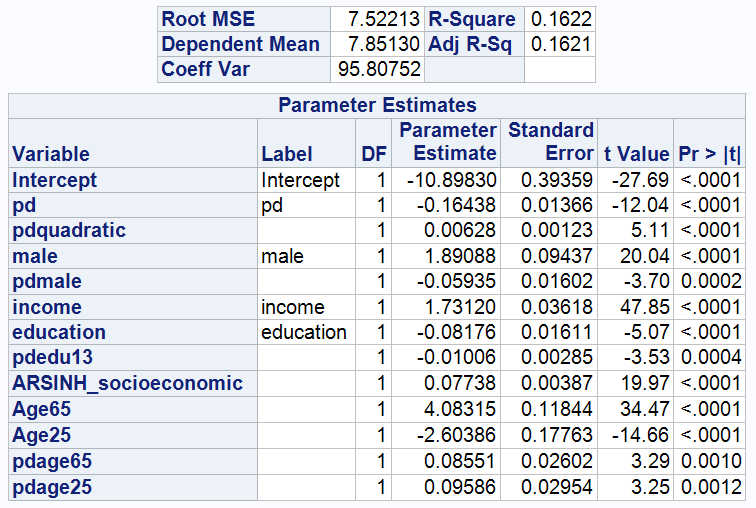 Root MSE 7.52213 R-Square 0.1622
Dependent Mean 7.85130 Adj R-Sq 0.1621
Coeff Var 95.80752
Parameter Estimates
Variable Label DF Parameter Estimate Standard Error t Value Pr > |t|
Intercept Intercept 1 -10.89830 0.39359 -27.69 <.0001
pd pd 1 -0.16438 0.01366 -12.04 <.0001
pdquadratic 1 0.00628 0.00123 5.11 <.0001
male male 1 1.89088 0.09437 20.04 <.0001
pdmale 1 -0.05935 0.01602 -3.70 0.0002
income income 1 1.73120 0.03618 47.85 <.0001
education education 1 -0.08176 0.01611 -5.07 <.0001
pdedu13 1 -0.01006 0.00285 -3.53 0.0004
ARSINH_socioeconomic 1 0.07738 0.00387 19.97 <.0001
Age65 1 4.08315 0.11844 34.47 <.0001
Age25 1 -2.60386 0.17763 -14.66 <.0001
pdage65 1 0.08551 0.02602 3.29 0.0010
pdage25 1 0.09586 0.02954 3.25 0.0012